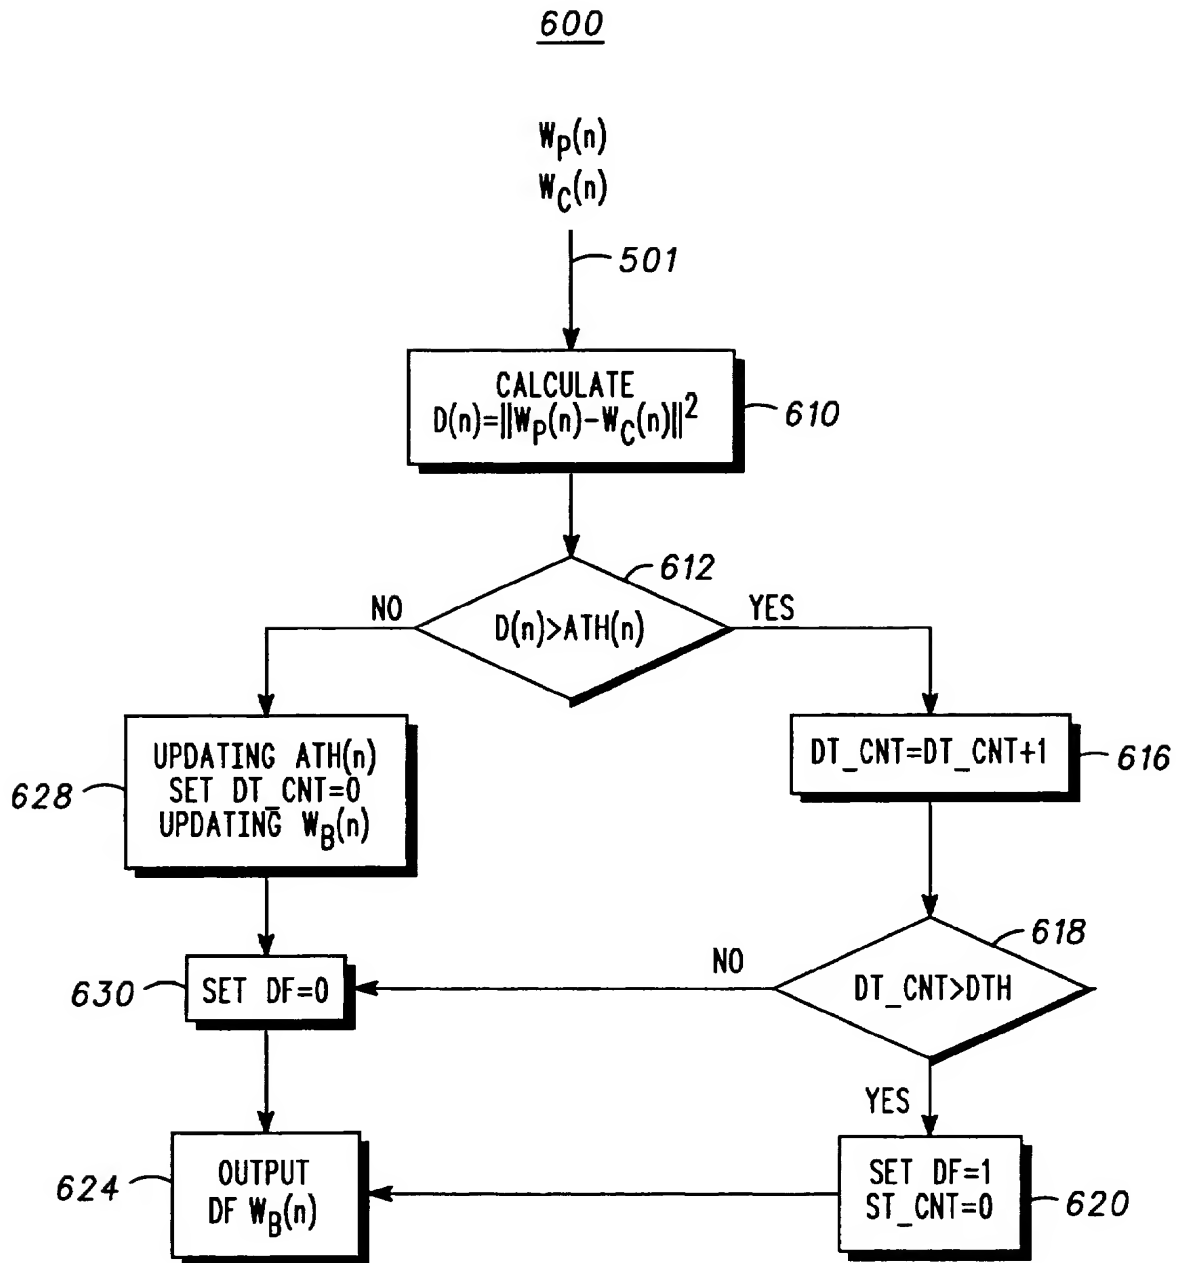 600
W_P(n)
W_C(n)
501
CALCULATE
D(n)=||W_P(n)-W_C(n)||^2
610
612
NO
D(n)>ATH(n)
YES
UPDATING ATH(n)
SET DT_CNT=0
UPDATING W_B(n)
628
DT_CNT=DT_CNT+1
616
618
NO
DT_CNT>DTH
630
SET DF=0
YES
OUTPUT
DF W_B(n)
624
SET DF=1
ST_CNT=0
620